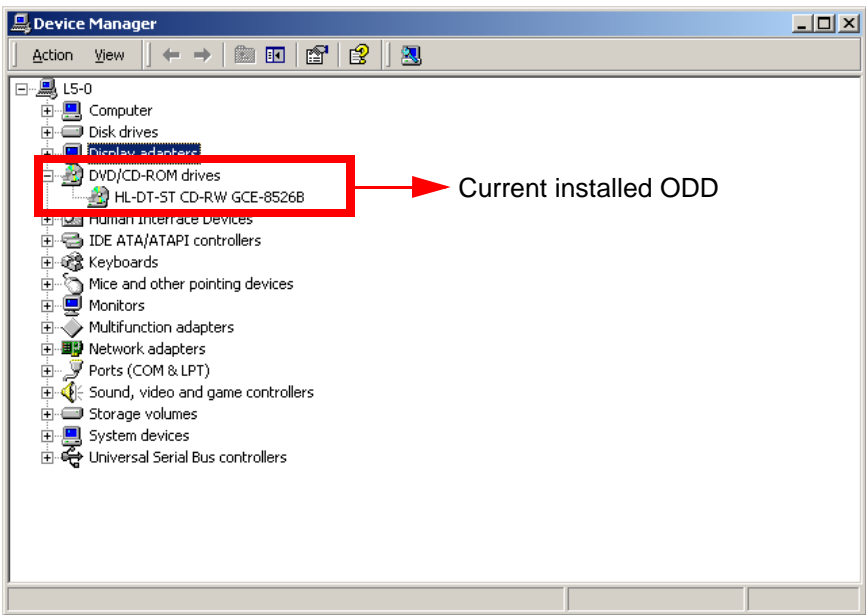 Device Manager
Action View
L5-0
Computer
Disk drives
Display adapters
DVD/CD-ROM drives
HL-DT-ST CD-RW GCE-8526B
Current installed ODD
Human Interface Devices
IDE ATA/ATAPI controllers
Keyboards
Mice and other pointing devices
Monitors
Multifunction adapters
Network adapters
Ports (COM & LPT)
Sound, video and game controllers
Storage volumes
System devices
Universal Serial Bus controllers